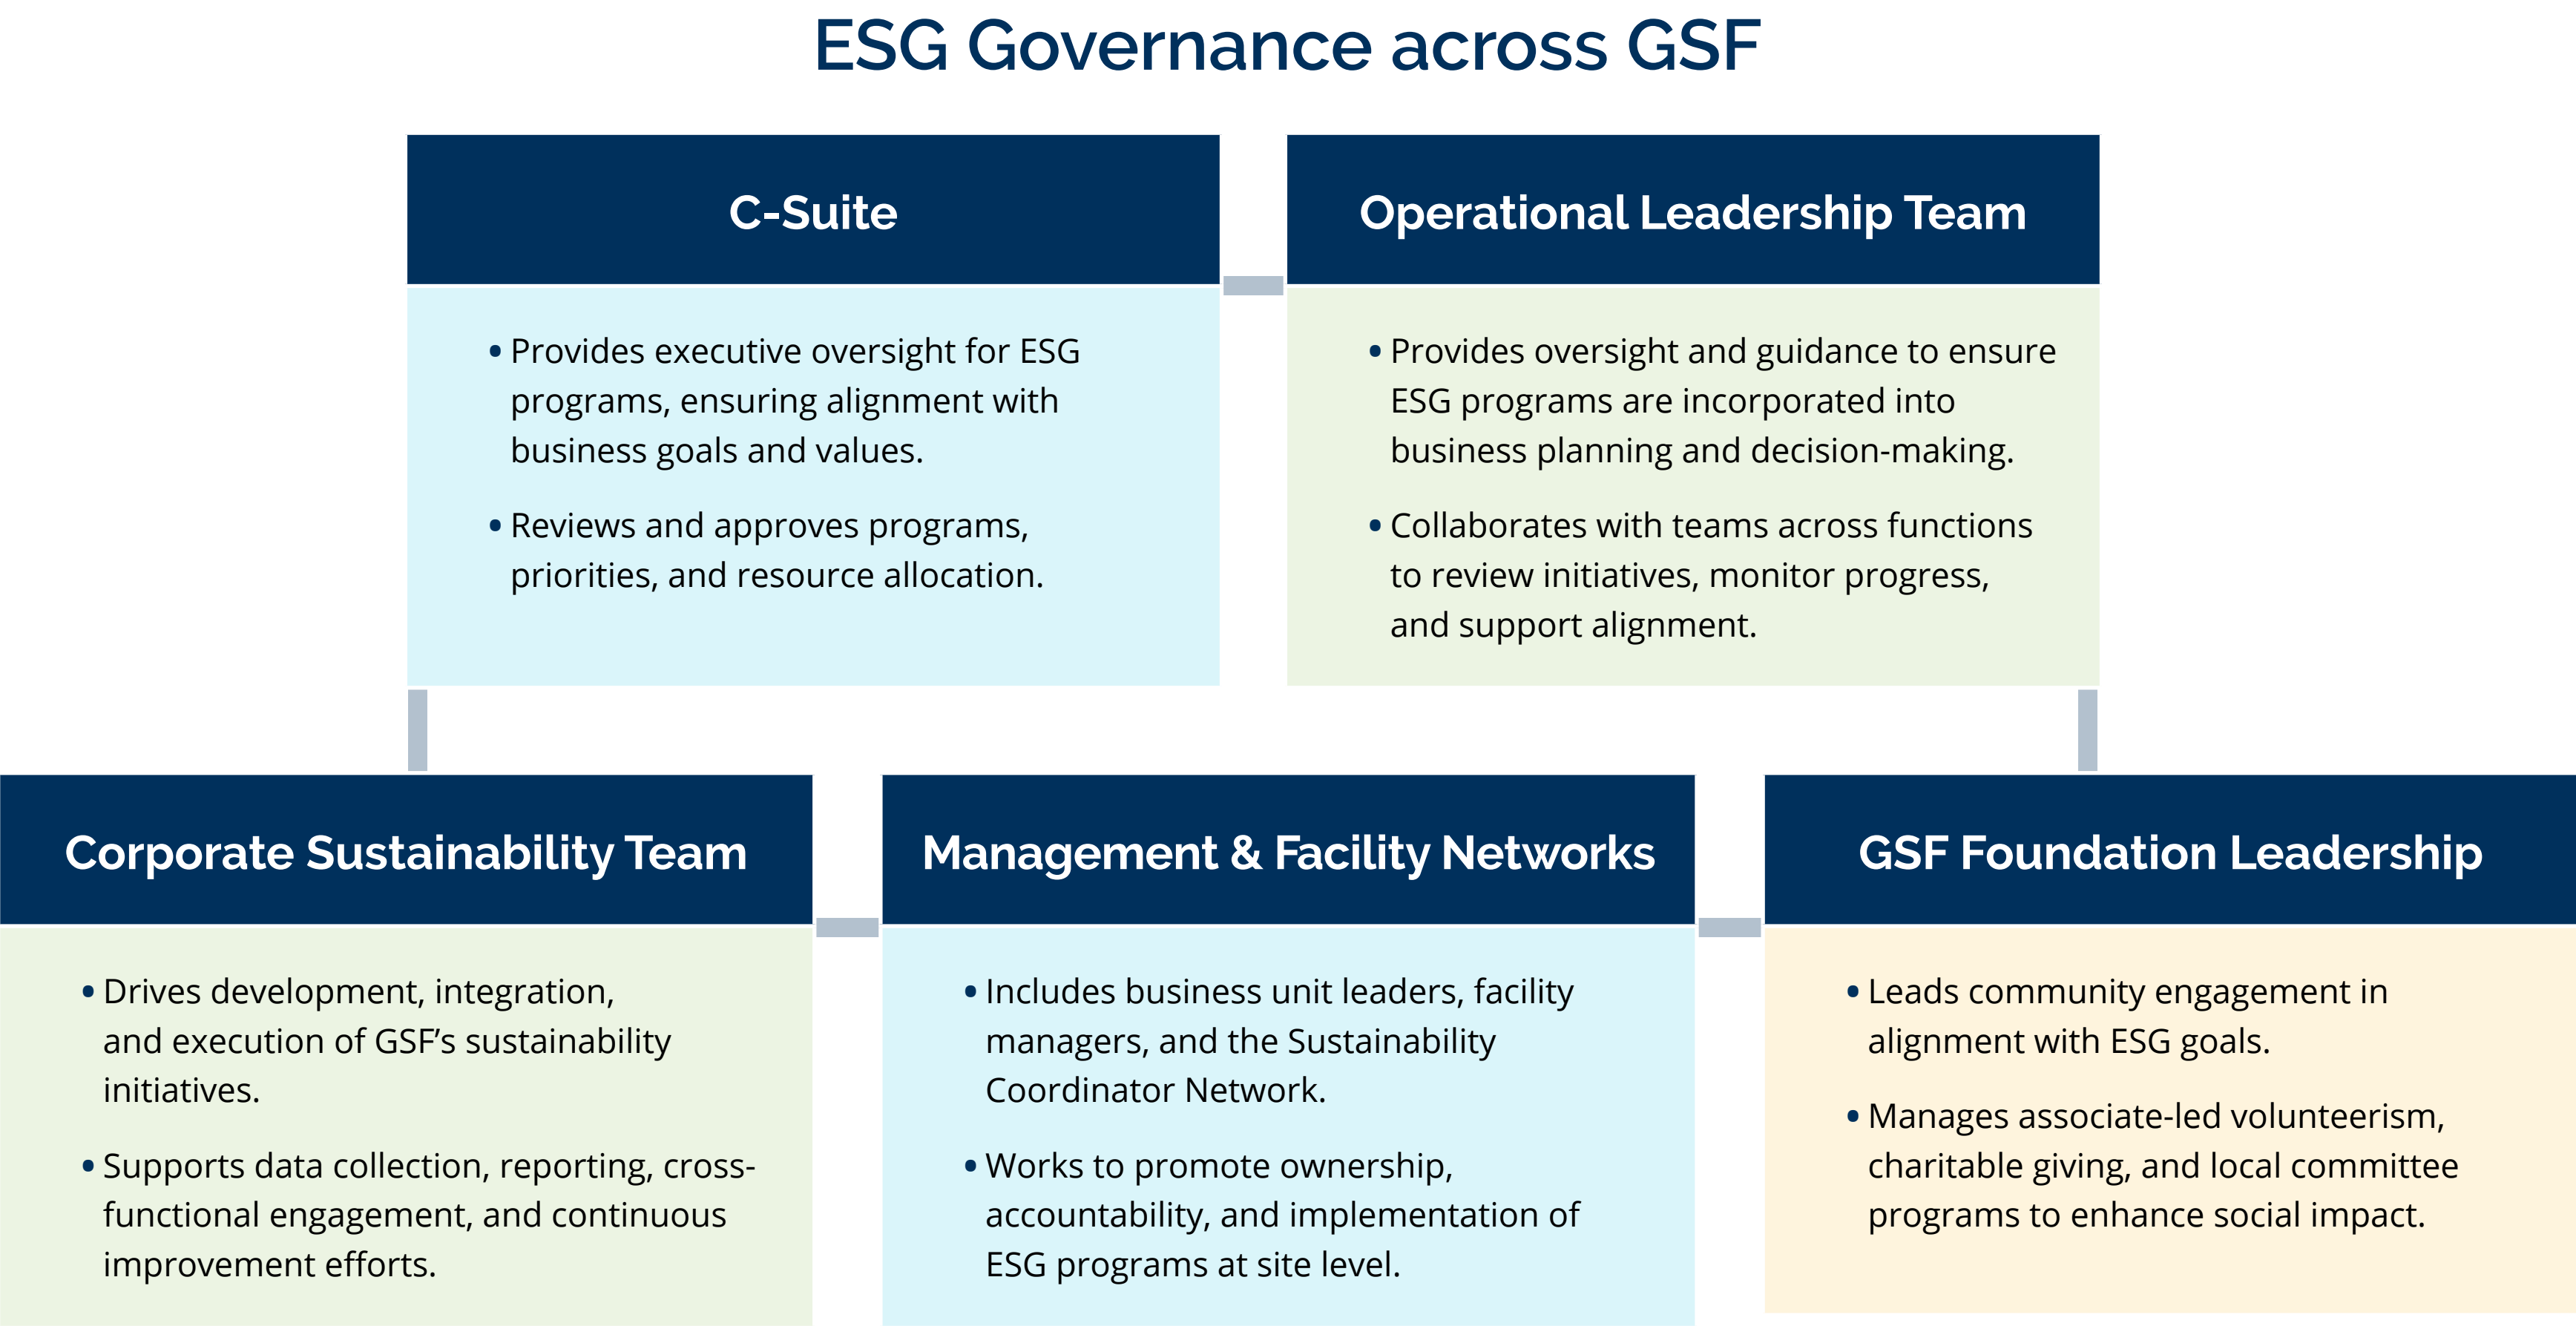 ESG Governance across GSF
C-Suite
• Provides executive oversight for ESG
programs, ensuring alignment with
business goals and values.
• Reviews and approves programs,
priorities, and resource allocation.
Operational Leadership Team
• Provides oversight and guidance to ensure
ESG programs are incorporated into
business planning and decision-making.
• Collaborates with teams across functions
to review initiatives, monitor progress,
and support alignment.
Corporate Sustainability Team
• Drives development, integration,
and execution of GSF’s sustainability
initiatives.
• Supports data collection, reporting, cross-
functional engagement, and continuous
improvement efforts.
Management & Facility Networks
• Includes business unit leaders, facility
managers, and the Sustainability
Coordinator Network.
• Works to promote ownership,
accountability, and implementation of
ESG programs at site level.
GSF Foundation Leadership
• Leads community engagement in
alignment with ESG goals.
• Manages associate-led volunteerism,
charitable giving, and local committee
programs to enhance social impact.